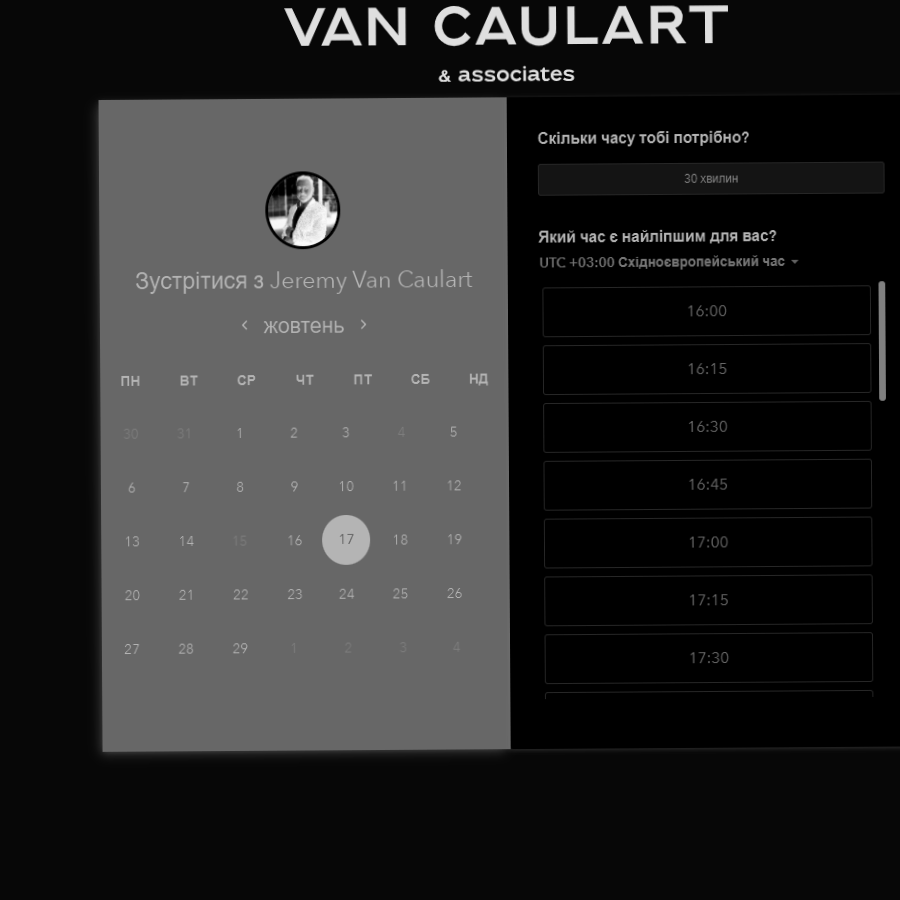 VAN CAULART
& associates
Зустрітися з Jeremy Van Caulart
‹ жовтень ›
ПН ВТ СР ЧТ ПТ СБ НД
30 31 1 2 3 4 5
6 7 8 9 10 11 12
13 14 15 16 17 18 19
20 21 22 23 24 25 26
27 28 29 1 2 3 4
Скільки часу тобі потрібно?
30 хвилин
Який час є найліпшим для вас?
UTC +03:00 Східноєвропейський час
16:00
16:15
16:30
16:45
17:00
17:15
17:30